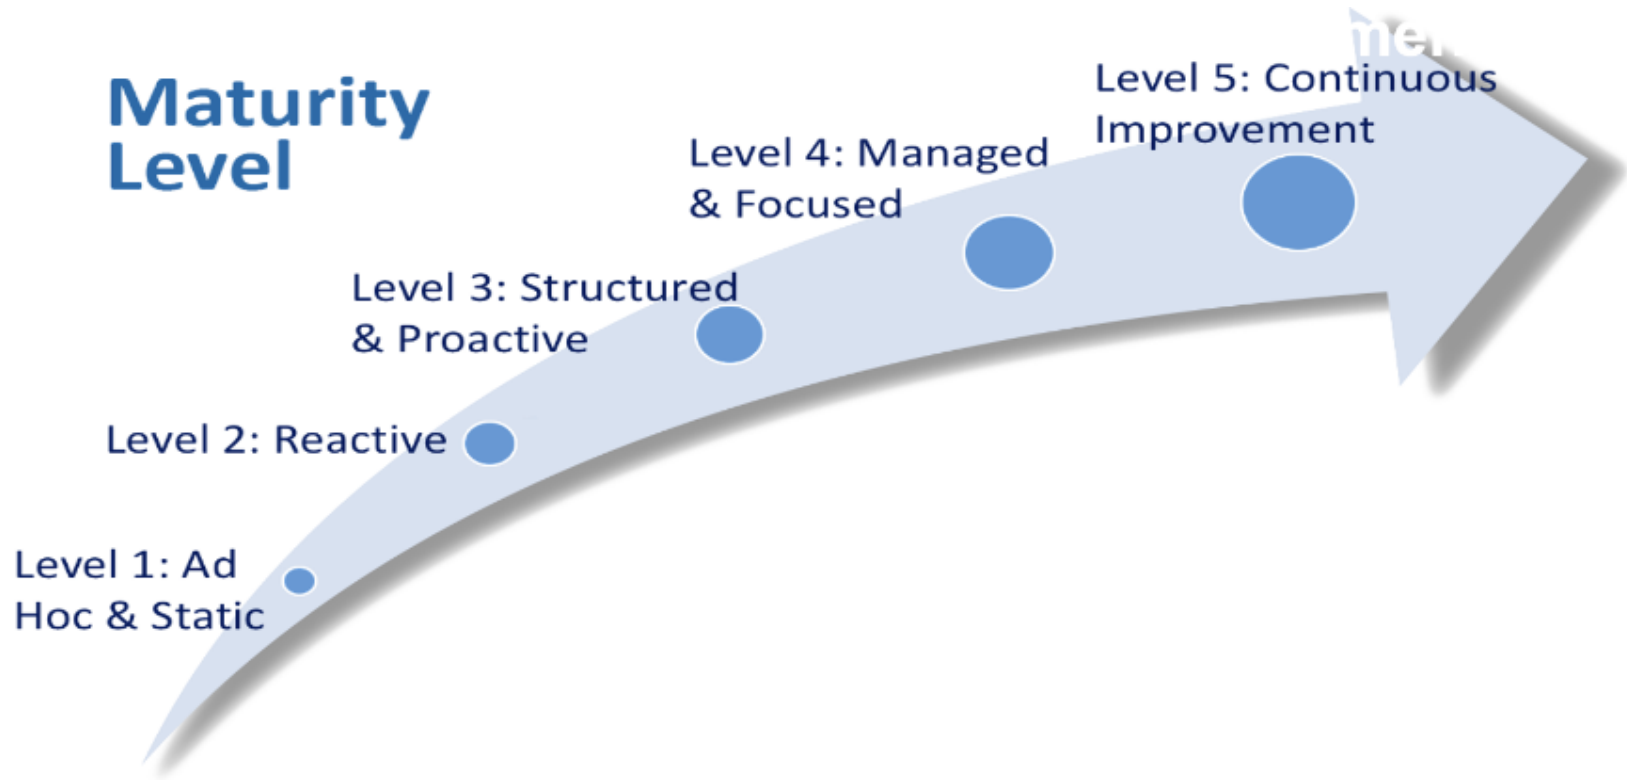 Maturity
Level
Level 5: Continuous
Improvement
Level 4: Managed
& Focused
Level 3: Structured
& Proactive
Level 2: Reactive
Level 1: Ad
Hoc & Static